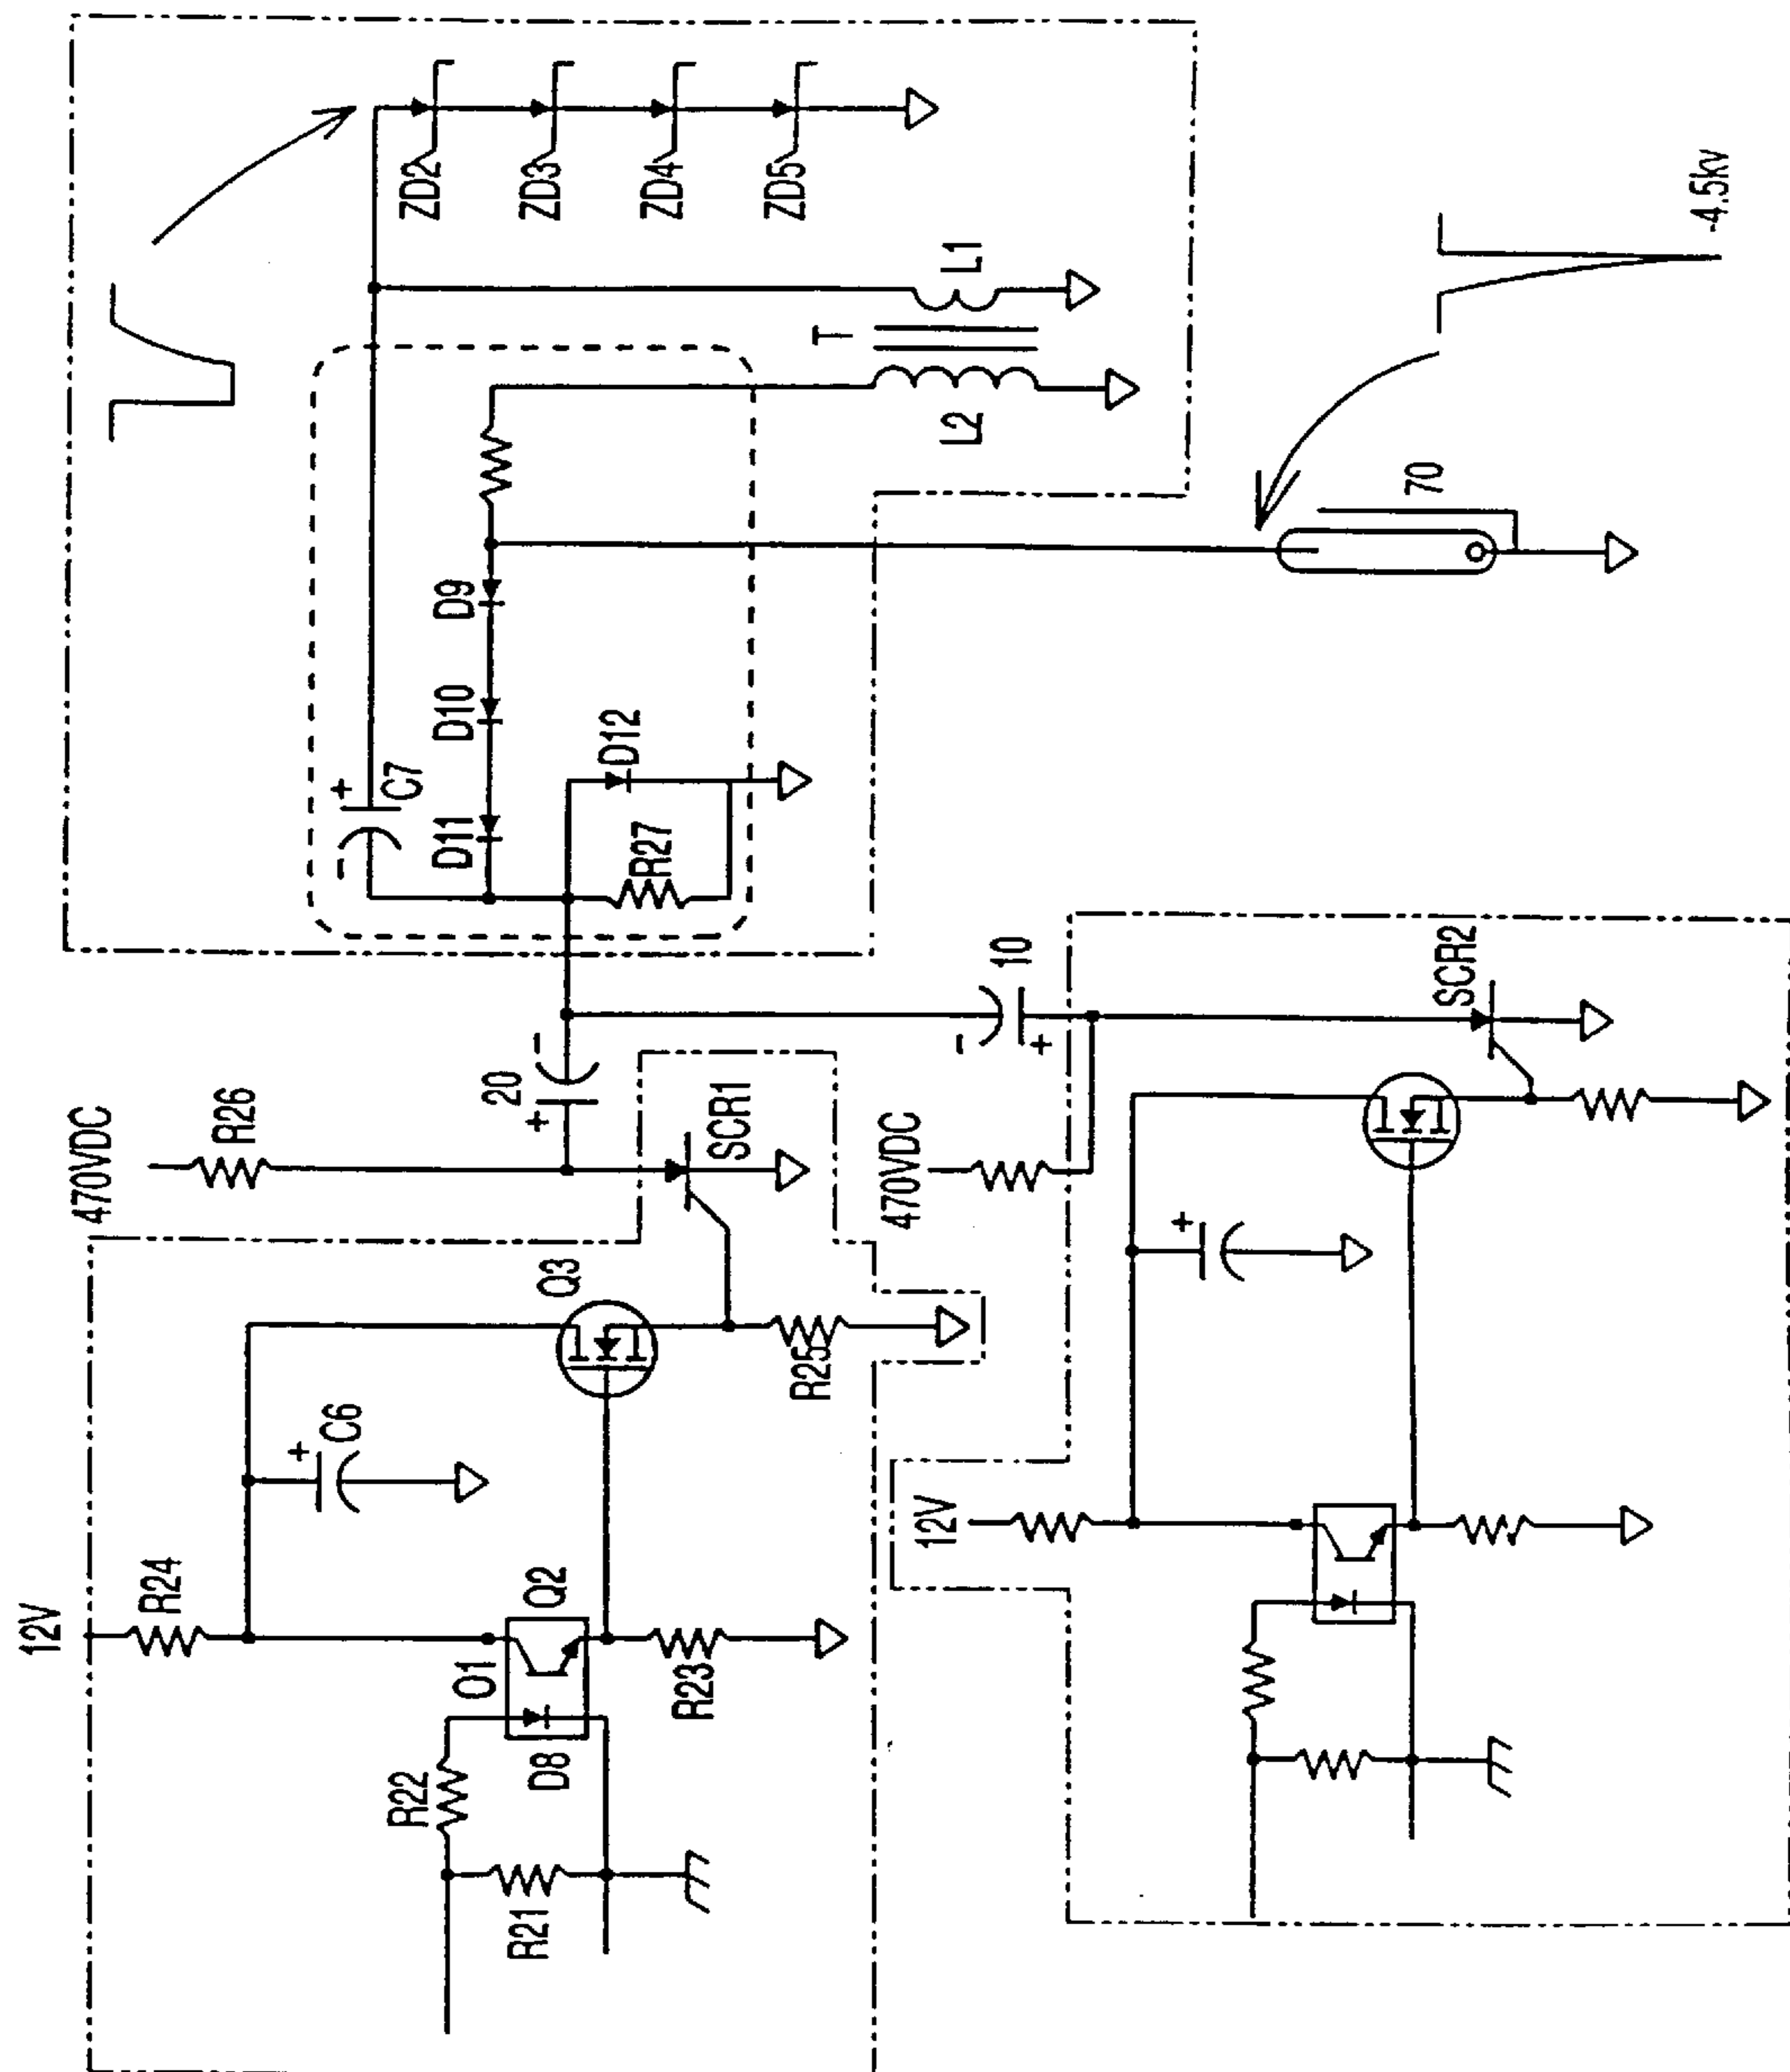 12V
R24
C6
Q3
O1
Q2
R22
D8
R21
R23
R25
470VDC
R26
20
+
-
SCR1
C7
+
-
D11
D10
D9
D12
R27
T
L2
L1
ZD2
ZD3
ZD4
ZD5
10
-
+
470VDC
12V
SCR2
70
-4.5kv
+
+